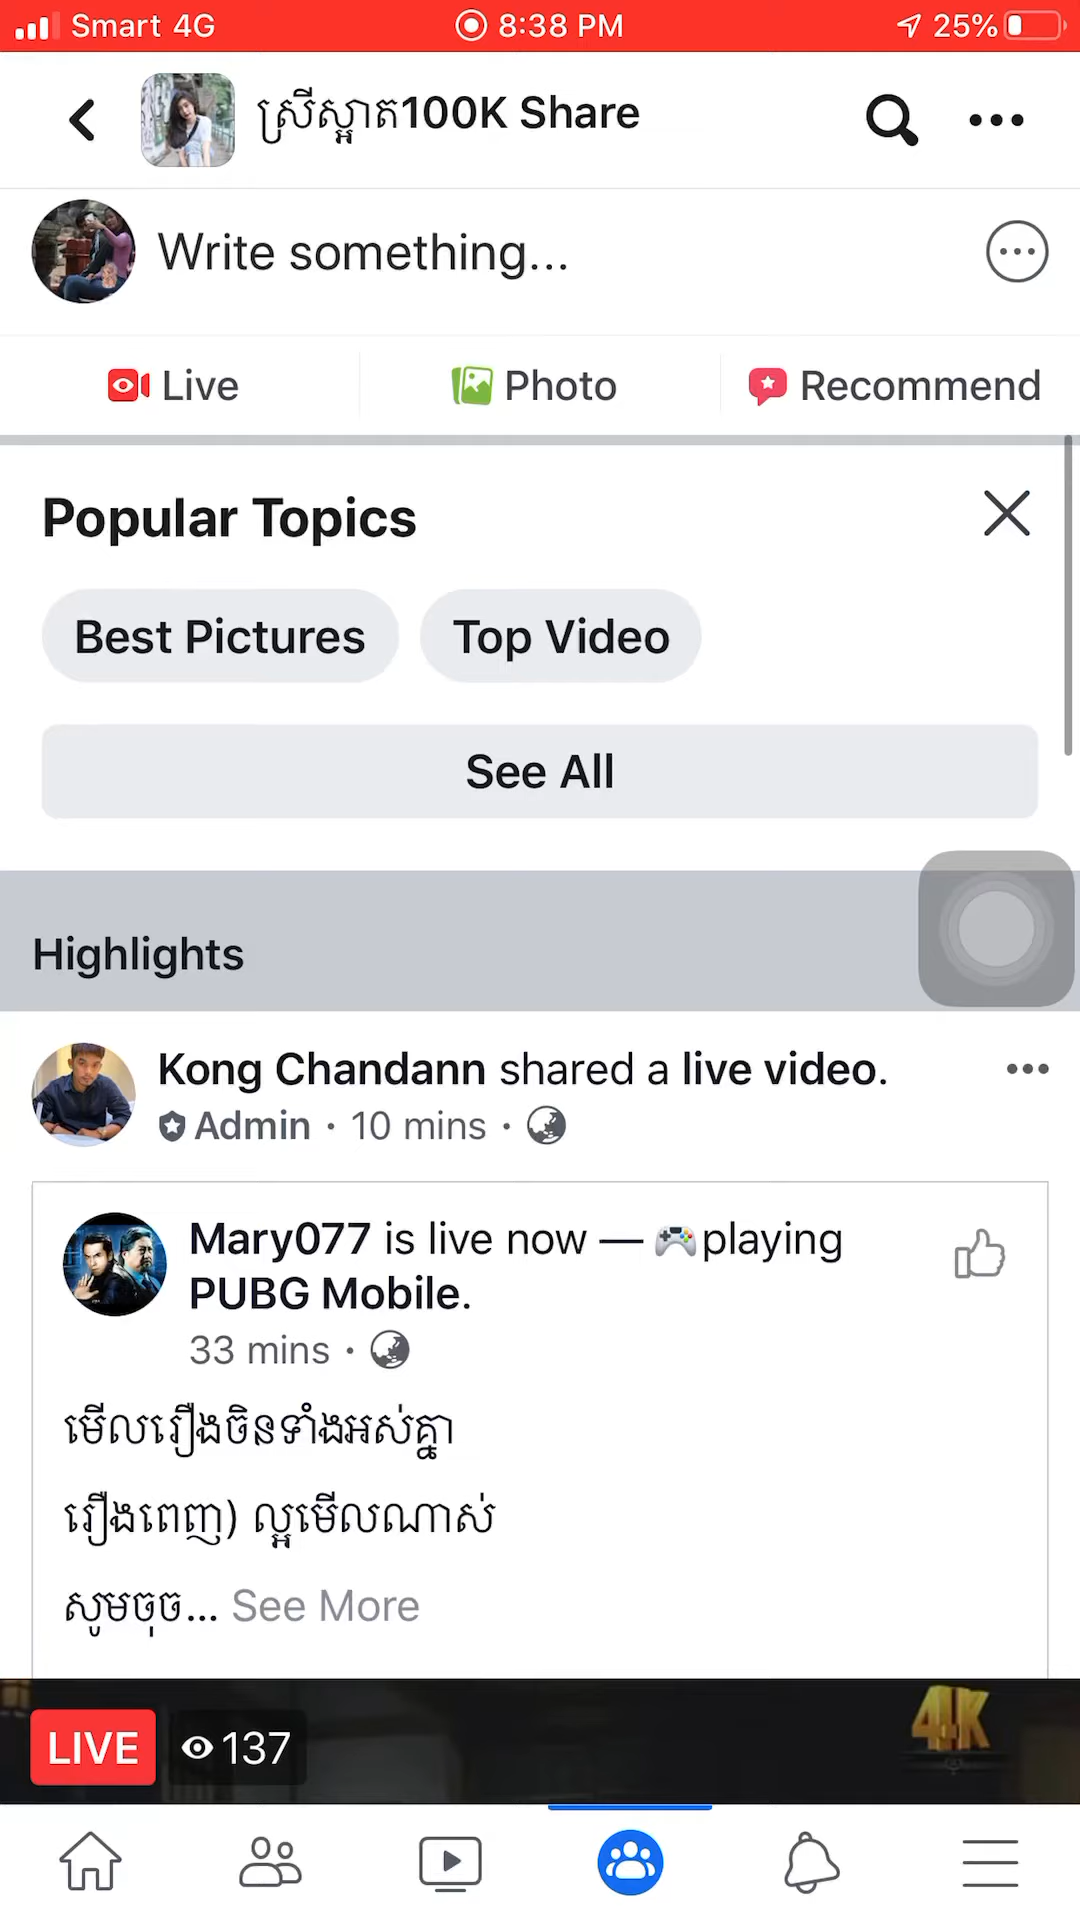 Smart 4G
8:38 PM
25%
ស្រីស្អាត100K Share
Write something...
Live
Photo
Recommend
Popular Topics
Best Pictures
Top Video
See All
Highlights
Kong Chandann shared a live video.
Admin · 10 mins ·
Mary077 is live now — 🎮playing
PUBG Mobile.
33 mins ·
មើលរឿងចិនទាំងអស់គ្នា
រឿងពេញ) ល្អមើលណាស់
សូមចុច... See More
LIVE
137
4K